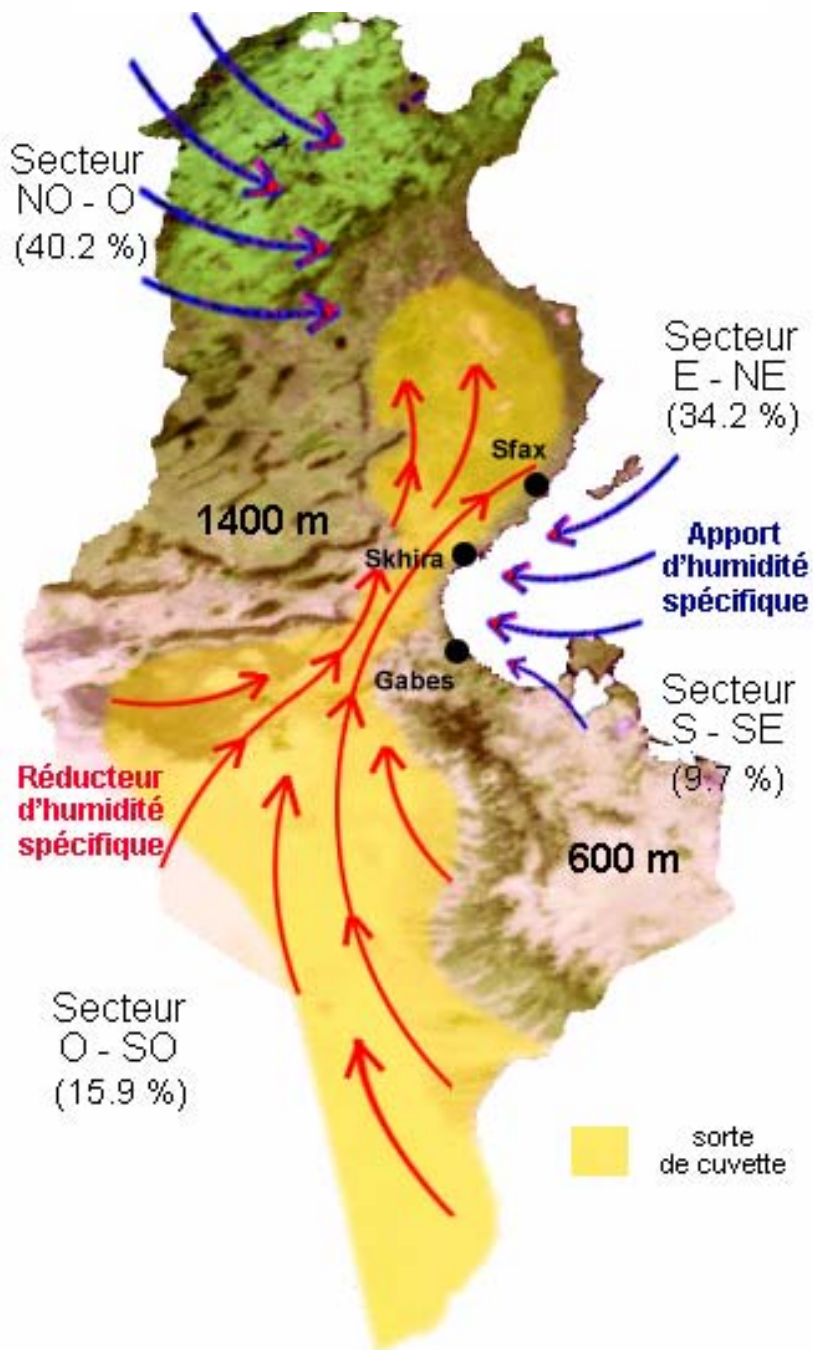 Secteur
NO - O
(40.2 %)
Secteur
E - NE
(34.2 %)
Sfax
1400 m
Skhira
Apport
d'humidité
spécifique
Gabes
Secteur
S - SE
(9.7 %)
Réducteur
d'humidité
spécifique
600 m
Secteur
O - SO
(15.9 %)
sorte
de cuvette